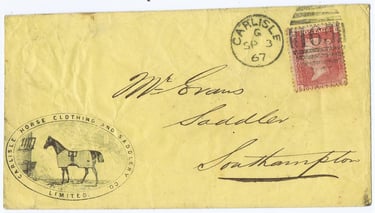 CARLISLE
G
SP 3
67
Mr. Evans
Saddler
Southampton
CARLISLE HORSE CLOTHING AND SADDLERY CO.
LIMITED.